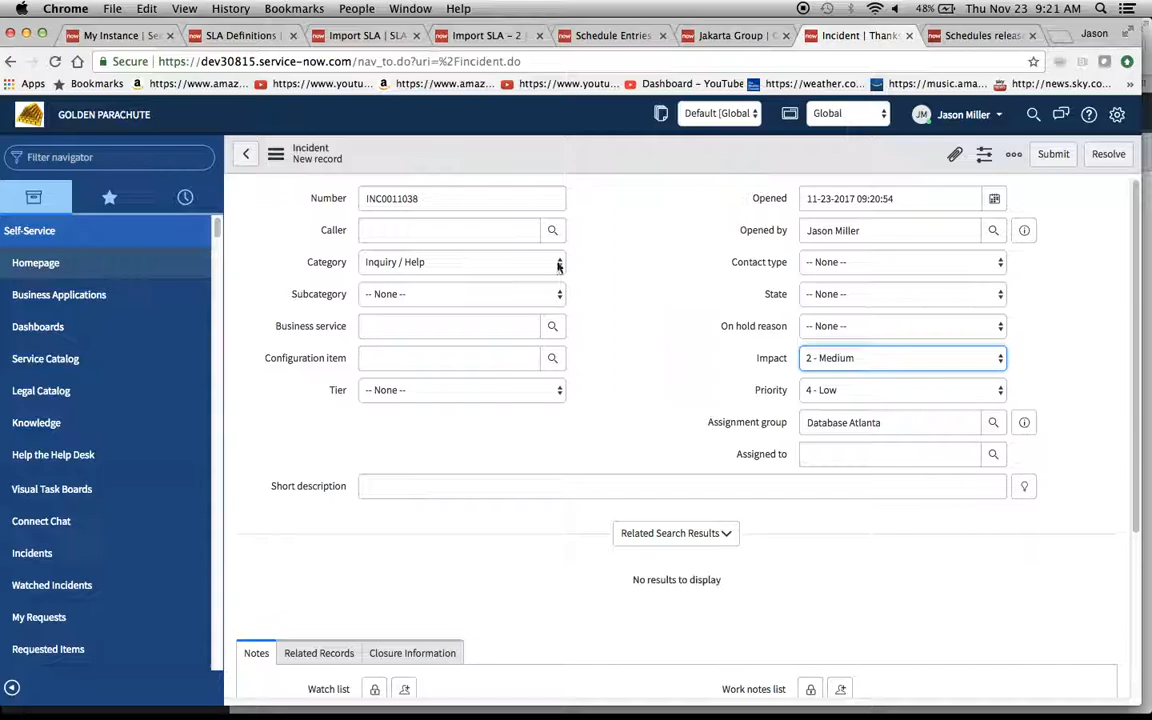 Chrome File Edit View History Bookmarks People Window Help 48% Thu Nov 23 9:21 AM
My Instance | Se SLA Definitions | Import SLA | SLA Import SLA – 2 Schedule Entries Jakarta Group | C Incident | Thank Schedules relea Jason
Secure https://dev30815.service-now.com/nav_to.do?uri=%2Fincident.do
Apps Bookmarks https://www.amaz... https://www.youtu... https://www.amaz... https://www.youtu... Dashboard - YouTube https://weather.co... https://music.ama... http://news.sky.co... »
GOLDEN PARACHUTE Default [Global Global JM Jason Miller
Filter navigator
Incident
New record
Submit Resolve
Self-Service
Homepage
Business Applications
Dashboards
Service Catalog
Legal Catalog
Knowledge
Help the Help Desk
Visual Task Boards
Connect Chat
Incidents
Watched Incidents
My Requests
Requested Items
Number INC0011038
Caller
Category Inquiry / Help
Subcategory -- None --
Business service
Configuration item
Tier -- None --
Opened 11-23-2017 09:20:54
Opened by Jason Miller
Contact type -- None --
State -- None --
On hold reason -- None --
Impact 2 - Medium
Priority 4 - Low
Assignment group Database Atlanta
Assigned to
Short description
Related Search Results
No results to display
Notes Related Records Closure Information
Watch list Work notes list